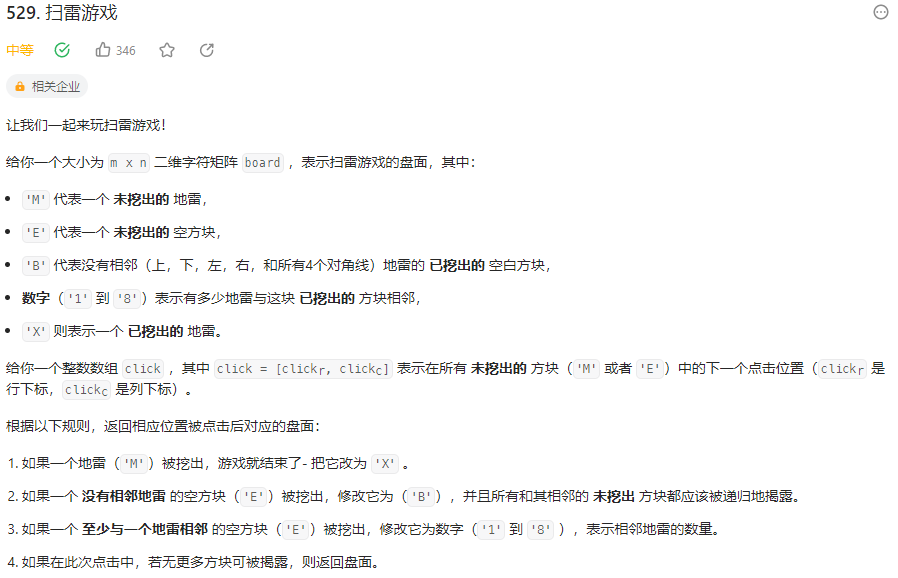 529. 扫雷游戏
中等 346
相关企业
让我们一起来玩扫雷游戏！
给你一个大小为 m x n 二维字符矩阵 board ，表示扫雷游戏的盘面，其中：
• 'M' 代表一个 未挖出的 地雷，
• 'E' 代表一个 未挖出的 空方块，
• 'B' 代表没有相邻（上，下，左，右，和所有4个对角线）地雷的 已挖出的 空白方块，
• 数字（'1' 到 '8'）表示有多少地雷与这块 已挖出的 方块相邻，
• 'X' 则表示一个 已挖出的 地雷。
给你一个整数数组 click ，其中 click = [clickr, clickc] 表示在所有 未挖出的 方块（'M' 或者 'E'）中的下一个点击位置（clickr 是
行下标，clickc 是列下标）。
根据以下规则，返回相应位置被点击后对应的盘面：
1. 如果一个地雷（'M'）被挖出，游戏就结束了- 把它改为 'X' 。
2. 如果一个 没有相邻地雷 的空方块（'E'）被挖出，修改它为（'B'），并且所有和其相邻的 未挖出 方块都应该被递归地揭露。
3. 如果一个 至少与一个地雷相邻 的空方块（'E'）被挖出，修改它为数字（'1' 到 '8' ），表示相邻地雷的数量。
4. 如果在此次点击中，若无更多方块可被揭露，则返回盘面。